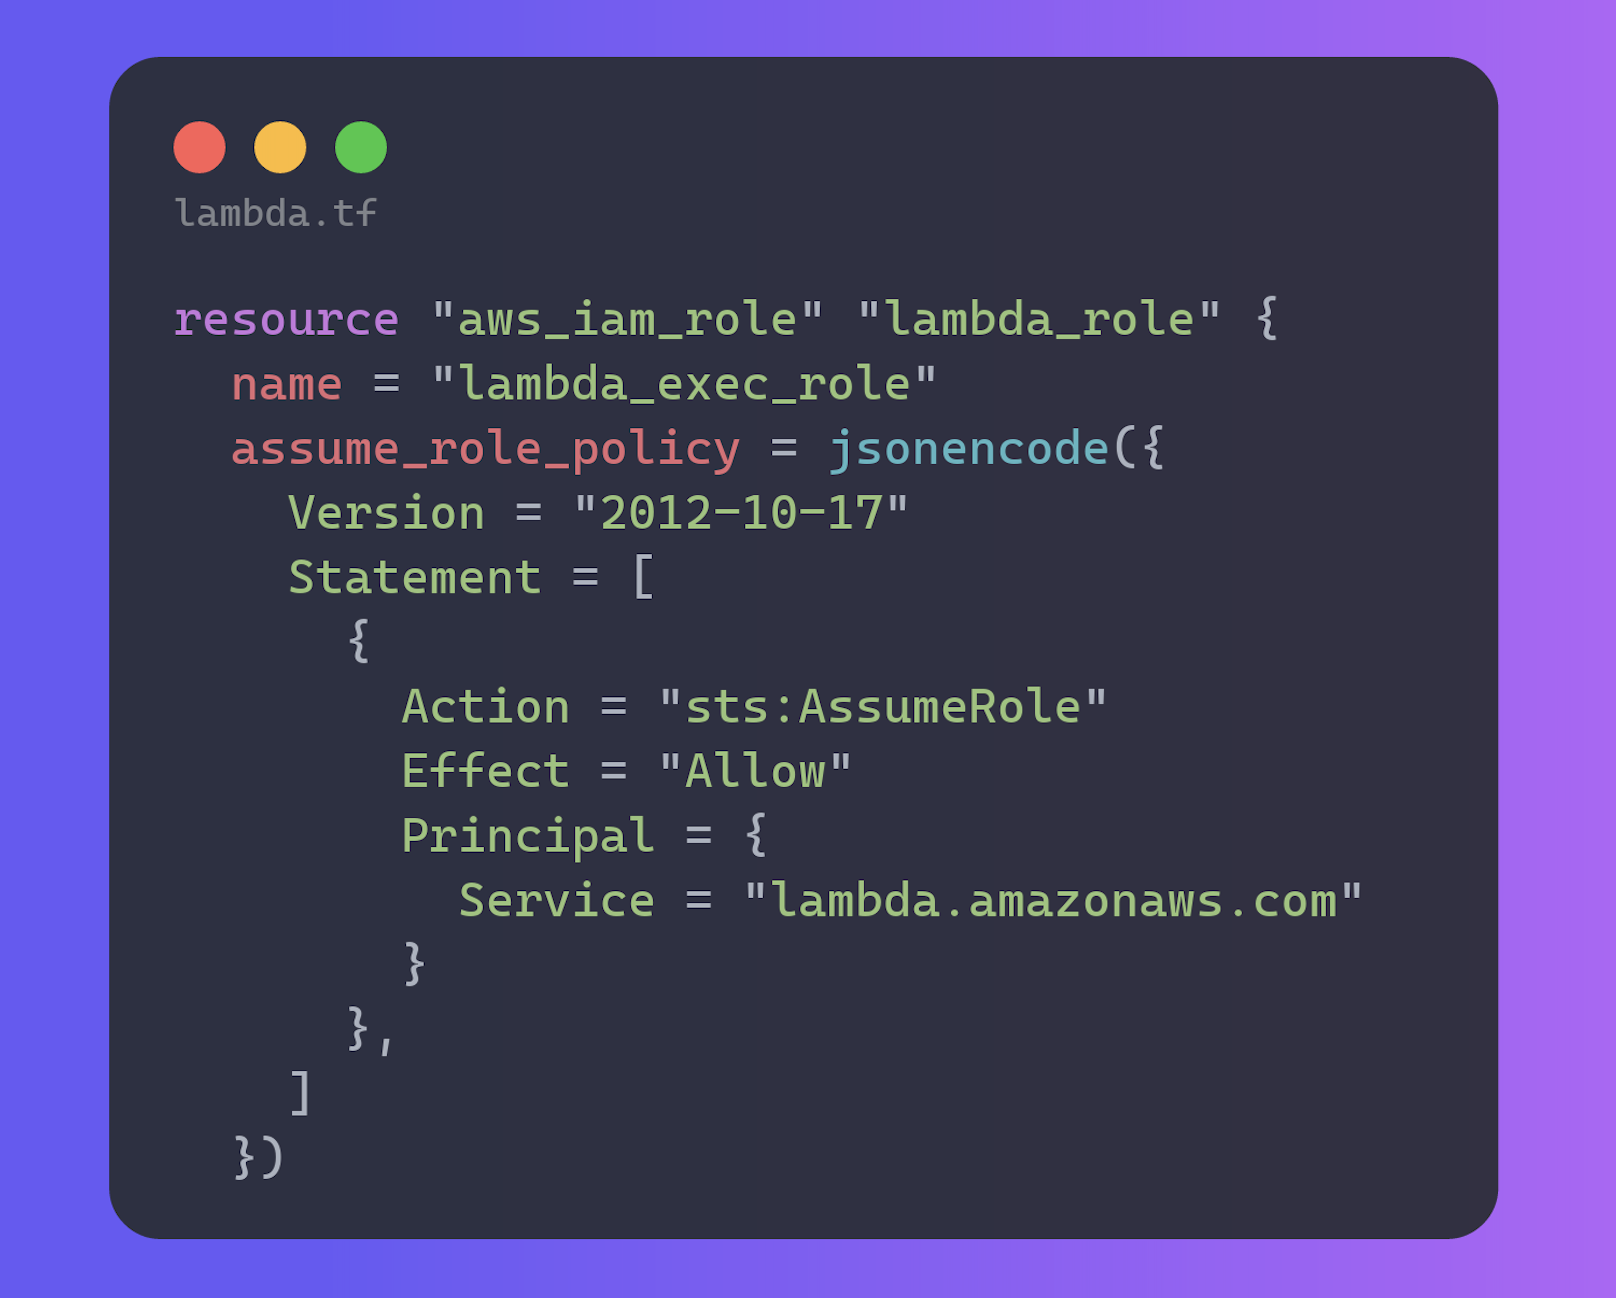 lambda.tf
resource "aws_iam_role" "lambda_role" {
  name = "lambda_exec_role"
  assume_role_policy = jsonencode({
    Version = "2012-10-17"
    Statement = [
      {
        Action = "sts:AssumeRole"
        Effect = "Allow"
        Principal = {
          Service = "lambda.amazonaws.com"
        }
      },
    ]
  })